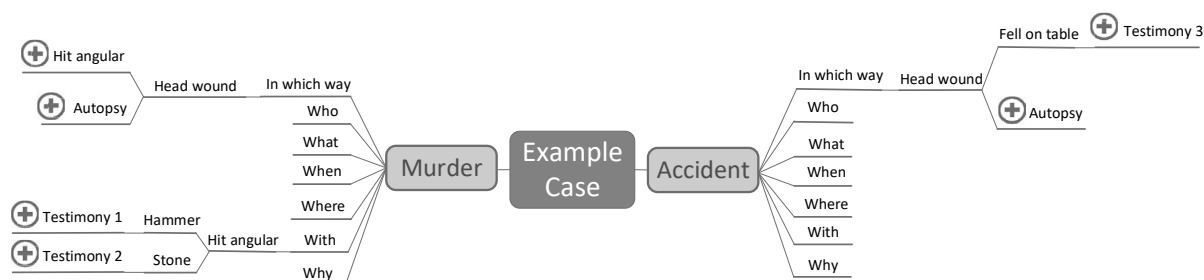 Hit angular
Autopsy
Head wound
In which way
Who
What
When
Where
With
Why
Hit angular
Hammer
Stone
Testimony 1
Testimony 2
Murder
Example
Case
Accident
In which way
Who
What
When
Where
With
Why
Head wound
Fell on table
Testimony 3
Autopsy